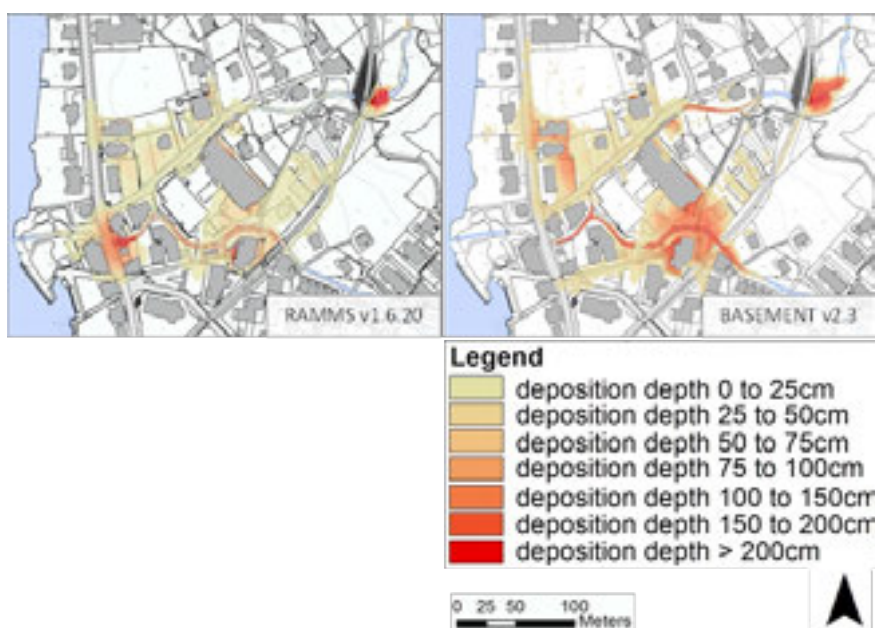 RAMMS v1.6.20
BASEMENT v2.3
Legend
deposition depth 0 to 25cm
deposition depth 25 to 50cm
deposition depth 50 to 75cm
deposition depth 75 to 100cm
deposition depth 100 to 150cm
deposition depth 150 to 200cm
deposition depth > 200cm
0 25 50 100
Meters